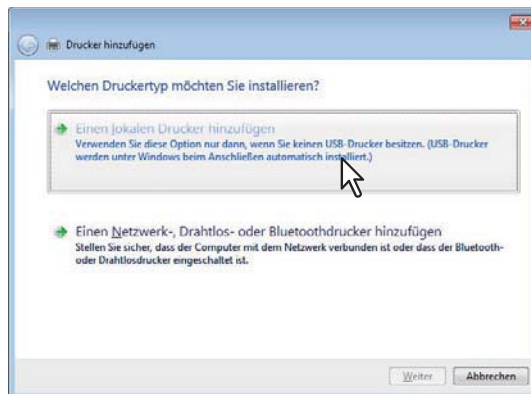 Drucker hinzufügen
Welchen Druckertyp möchten Sie installieren?
Einen lokalen Drucker hinzufügen
Verwenden Sie diese Option nur dann, wenn Sie keinen USB-Drucker besitzen. (USB-Drucker
werden unter Windows beim Anschließen automatisch installiert.)
Einen Netzwerk-, Drahtlos- oder Bluetoothdrucker hinzufügen
Stellen Sie sicher, dass der Computer mit dem Netzwerk verbunden ist oder dass der Bluetooth-
oder Drahtlosdrucker eingeschaltet ist.
Weiter Abbrechen